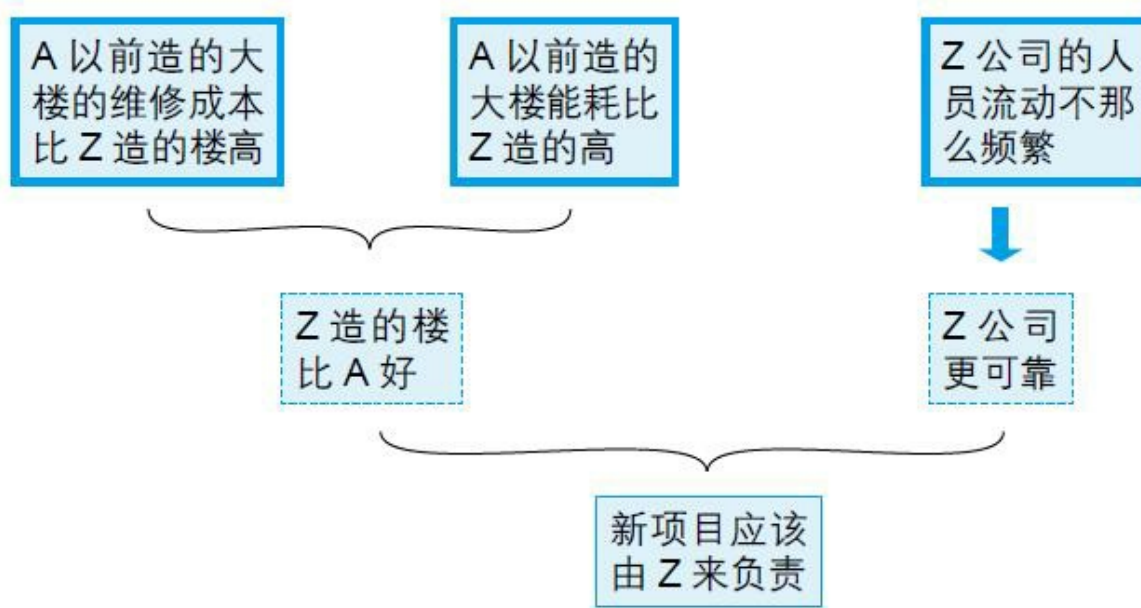 A 以前造的大
楼的维修成本
比 Z 造的楼高
A 以前造的
大楼能耗比
Z 造的高
Z 公司的人
员流动不那
么频繁
Z 造的楼
比 A 好
Z 公司
更可靠
新项目应该
由 Z 来负责